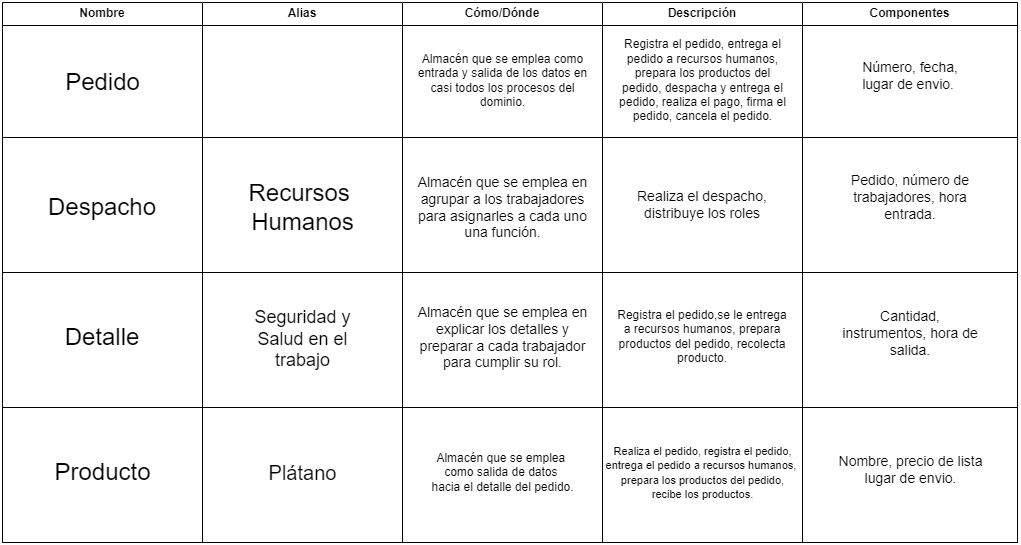 Nombre
Alias
Cómo/Dónde
Descripción
Componentes
Pedido
Almacén que se emplea como
entrada y salida de los datos en
casi todos los procesos del
dominio.
Registra el pedido, entrega el
pedido a recursos humanos,
prepara los productos del
pedido, despacha y entrega el
pedido, realiza el pago, firma el
pedido, cancela el pedido.
Número, fecha,
lugar de envio.
Despacho
Recursos
Humanos
Almacén que se emplea en
agrupar a los trabajadores
para asignarles a cada uno
una función.
Realiza el despacho,
distribuye los roles
Pedido, número de
trabajadores, hora
entrada.
Detalle
Seguridad y
Salud en el
trabajo
Almacén que se emplea en
explicar los detalles y
preparar a cada trabajador
para cumplir su rol.
Registra el pedido,se le entrega
a recursos humanos, prepara
productos del pedido, recolecta
producto.
Cantidad,
instrumentos, hora de
salida.
Producto
Plátano
Almacén que se emplea
como salida de datos
hacia el detalle del pedido.
Realiza el pedido, registra el pedido,
entrega el pedido a recursos humanos,
prepara los productos del pedido,
recibe los productos.
Nombre, precio de lista
lugar de envio.